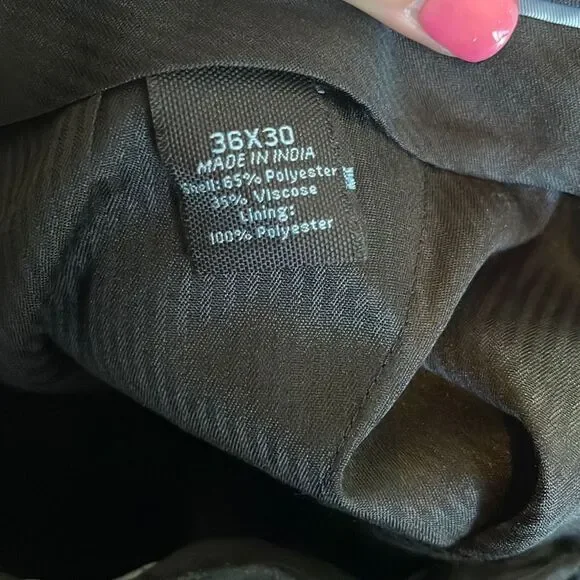 36X30
MADE IN INDIA
Shell: 65% Polyester
35% Viscose
Lining:
100% Polyester